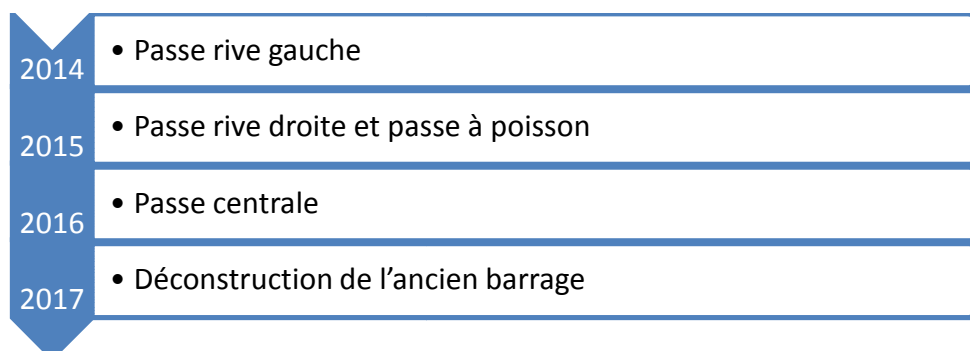 2014
• Passe rive gauche
2015
• Passe rive droite et passe à poisson
2016
• Passe centrale
2017
• Déconstruction de l’ancien barrage